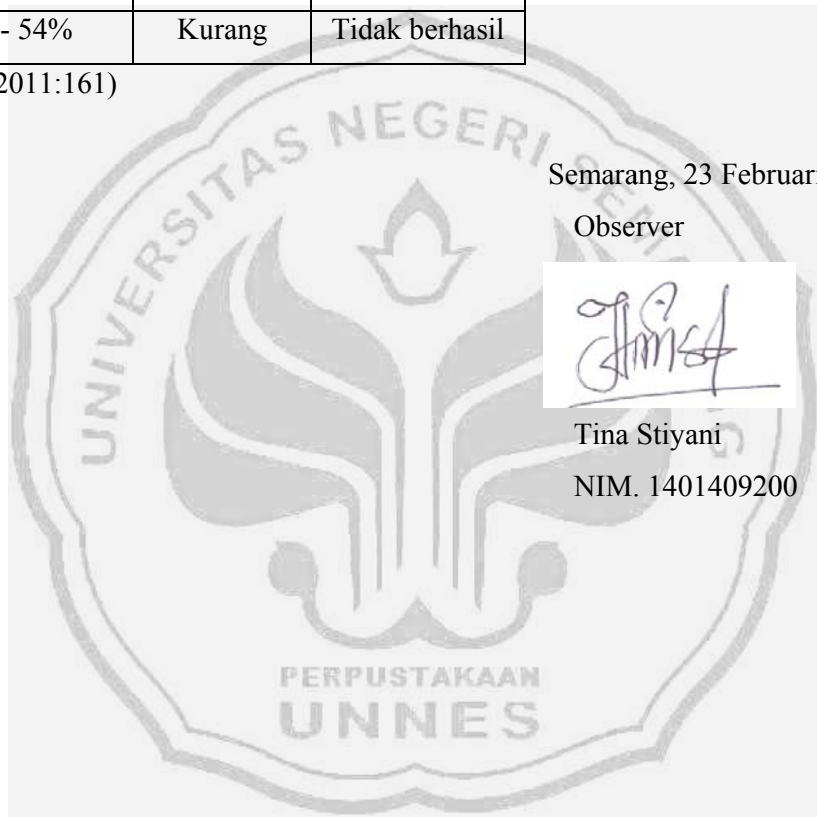 - 54% Kurang Tidak berhasil
2011:161)
UNIVERSITAS NEGERI SEMARANG
Semarang, 23 Februari
Observer
Tina Stiyani
NIM. 1401409200
PERPUSTAKAAN
UNNES